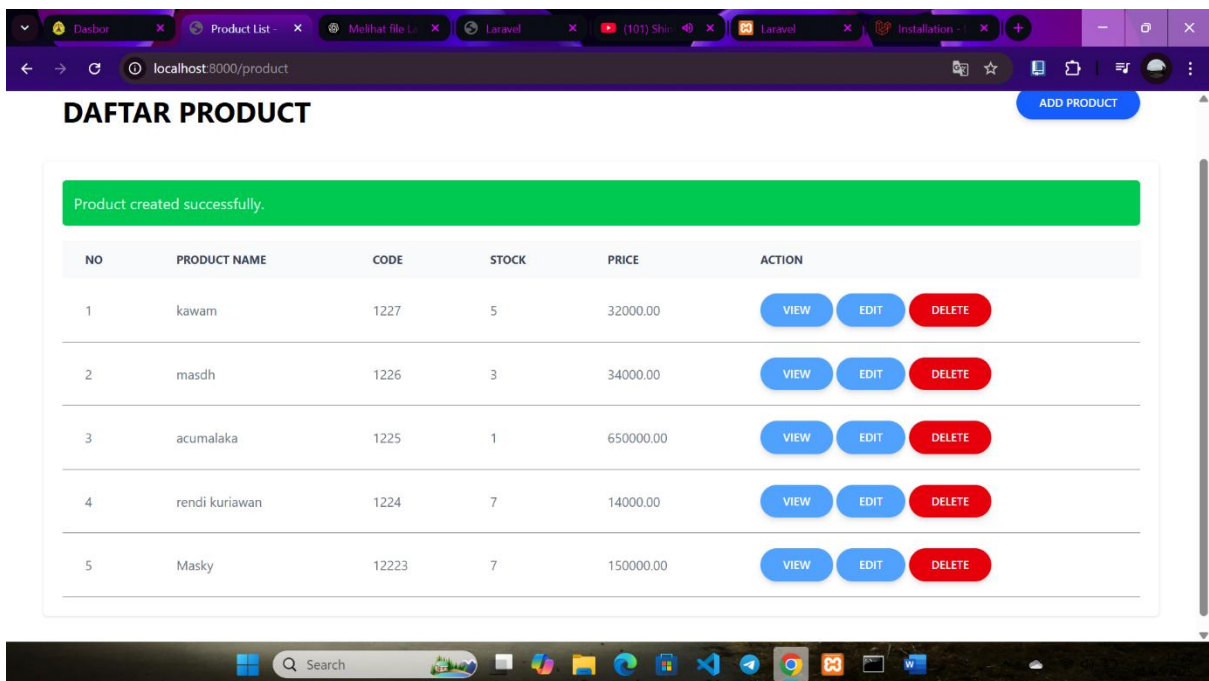 Dasbor
Product List -
Melihat file La
Laravel
(101) Shin
Laravel
Installation - L
localhost:8000/product
DAFTAR PRODUCT
ADD PRODUCT
Product created successfully.
NO PRODUCT NAME CODE STOCK PRICE ACTION
1 kawam 1227 5 32000.00 VIEW EDIT DELETE
2 masdh 1226 3 34000.00 VIEW EDIT DELETE
3 acumalaka 1225 1 650000.00 VIEW EDIT DELETE
4 rendi kuriawan 1224 7 14000.00 VIEW EDIT DELETE
5 Masky 12223 7 150000.00 VIEW EDIT DELETE
Search